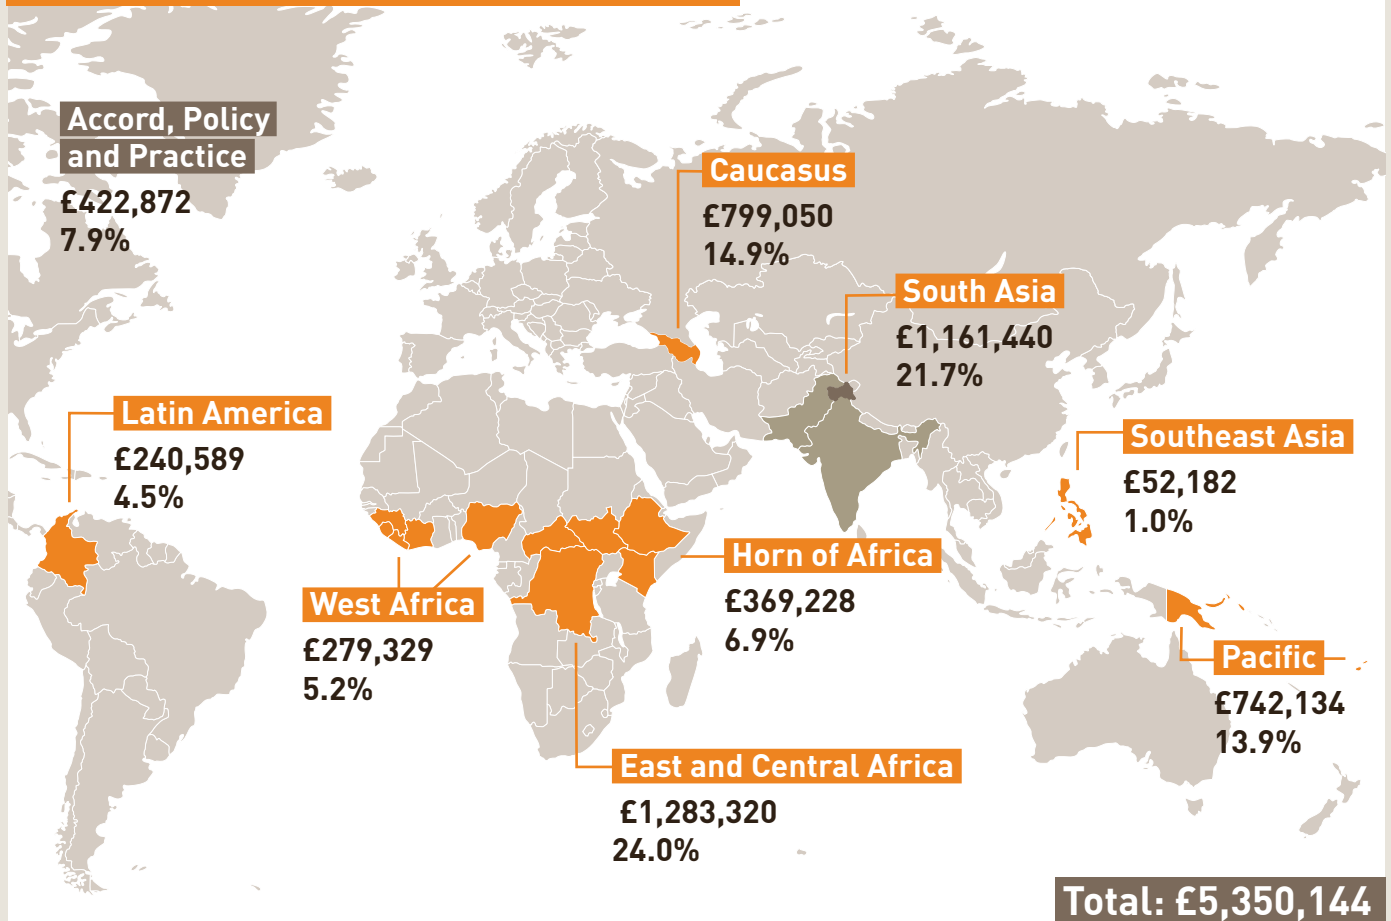 Accord, Policy
and Practice
£422,872
7.9%
Caucasus
£799,050
14.9%
South Asia
£1,161,440
21.7%
Latin America
£240,589
4.5%
Southeast Asia
£52,182
1.0%
Horn of Africa
£369,228
6.9%
West Africa
£279,329
5.2%
Pacific
£742,134
13.9%
East and Central Africa
£1,283,320
24.0%
Total: £5,350,144